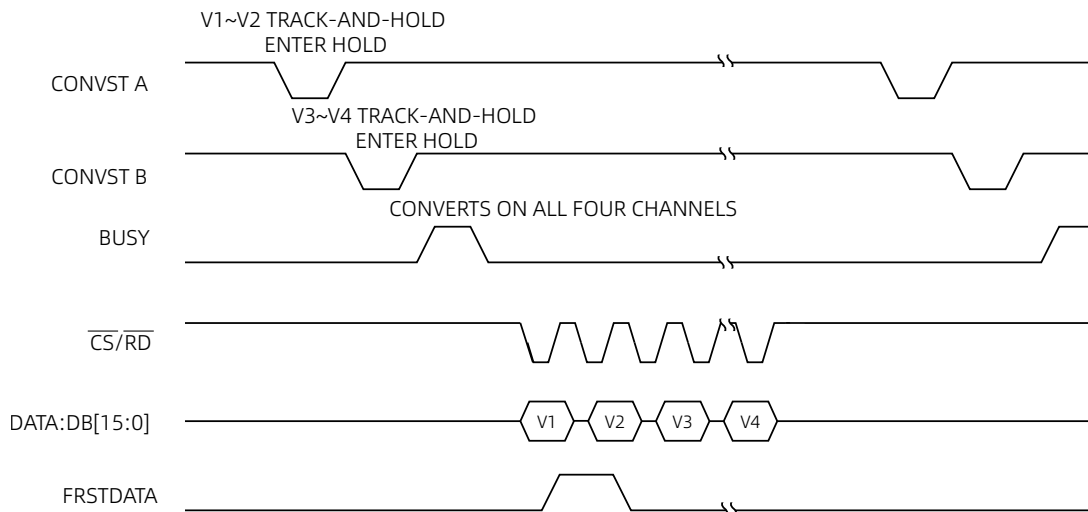 V1~V2 TRACK-AND-HOLD
ENTER HOLD
CONVST A
V3~V4 TRACK-AND-HOLD
ENTER HOLD
CONVST B
CONVERTS ON ALL FOUR CHANNELS
BUSY
CS/RD
DATA:DB[15:0]
V1
V2
V3
V4
FRSTDATA